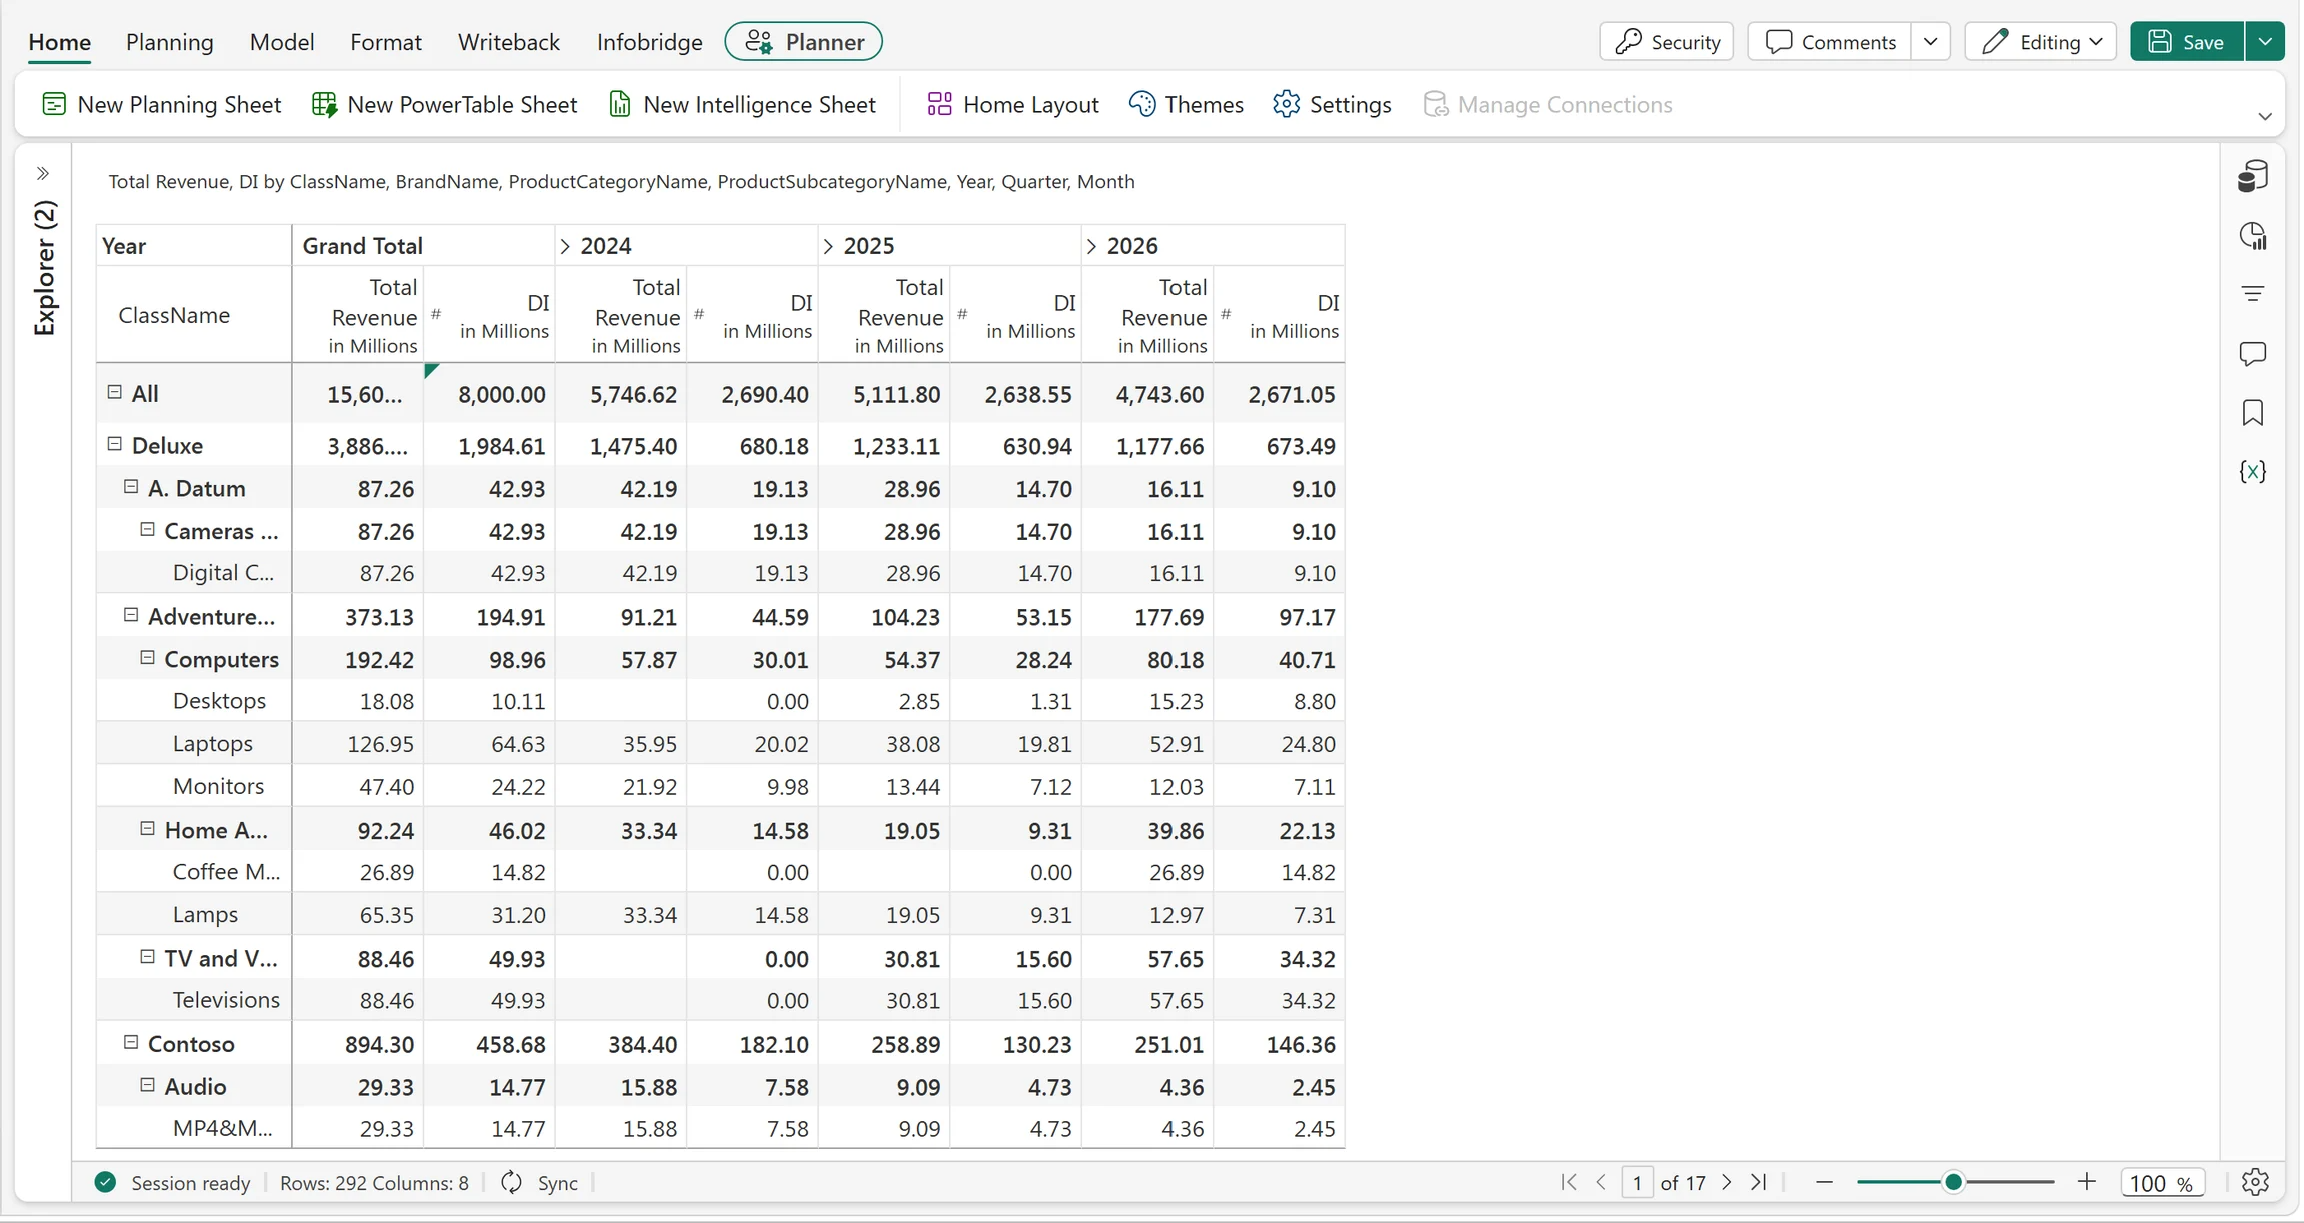 Home Planning Model Format Writeback Infobridge Planner Security Comments Editing Save
New Planning Sheet New PowerTable Sheet New Intelligence Sheet Home Layout Themes Settings Manage Connections
Explorer (2)
Total Revenue, DI by ClassName, BrandName, ProductCategoryName, ProductSubcategoryName, Year, Quarter, Month
Year Grand Total 2024 2025 2026
ClassName Total Revenue in Millions # DI in Millions Total Revenue in Millions # DI in Millions Total Revenue in Millions # DI in Millions Total Revenue in Millions # DI in Millions
All 15,60... 8,000.00 5,746.62 2,690.40 5,111.80 2,638.55 4,743.60 2,671.05
Deluxe 3,886.... 1,984.61 1,475.40 680.18 1,233.11 630.94 1,177.66 673.49
A. Datum 87.26 42.93 42.19 19.13 28.96 14.70 16.11 9.10
Cameras ... 87.26 42.93 42.19 19.13 28.96 14.70 16.11 9.10
Digital C... 87.26 42.93 42.19 19.13 28.96 14.70 16.11 9.10
Adventure... 373.13 194.91 91.21 44.59 104.23 53.15 177.69 97.17
Computers 192.42 98.96 57.87 30.01 54.37 28.24 80.18 40.71
Desktops 18.08 10.11 0.00 2.85 1.31 15.23 8.80
Laptops 126.95 64.63 35.95 20.02 38.08 19.81 52.91 24.80
Monitors 47.40 24.22 21.92 9.98 13.44 7.12 12.03 7.11
Home A... 92.24 46.02 33.34 14.58 19.05 9.31 39.86 22.13
Coffee M... 26.89 14.82 0.00 0.00 26.89 14.82
Lamps 65.35 31.20 33.34 14.58 19.05 9.31 12.97 7.31
TV and V... 88.46 49.93 0.00 30.81 15.60 57.65 34.32
Televisions 88.46 49.93 0.00 30.81 15.60 57.65 34.32
Contoso 894.30 458.68 384.40 182.10 258.89 130.23 251.01 146.36
Audio 29.33 14.77 15.88 7.58 9.09 4.73 4.36 2.45
MP4&M... 29.33 14.77 15.88 7.58 9.09 4.73 4.36 2.45
Session ready Rows: 292 Columns: 8 Sync 1 of 17 100 %